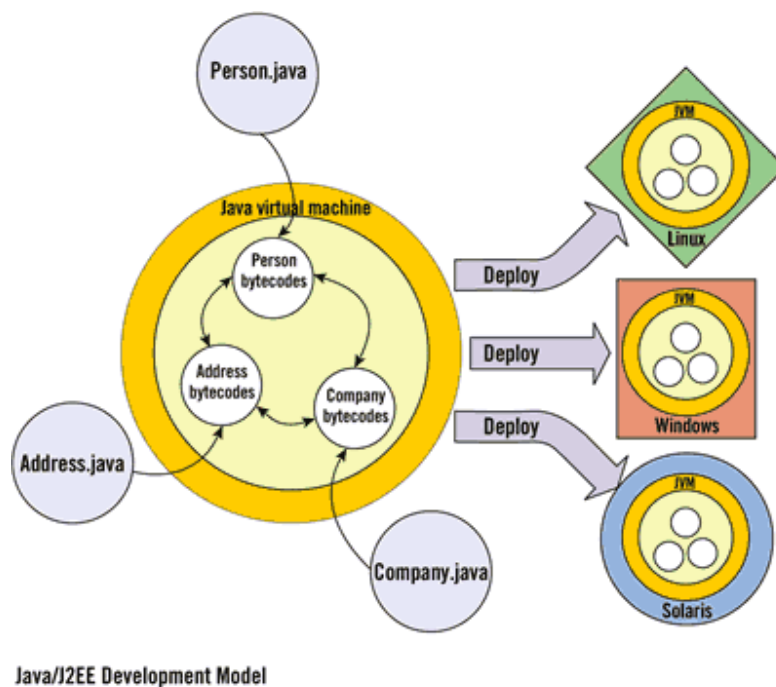 Person.java
Java virtual machine
Person
bytecodes
Address
bytecodes
Company
bytecodes
Address.java
Company.java
Deploy
Deploy
Deploy
JVM
Linux
JVM
Windows
JVM
Solaris
Java/J2EE Development Model